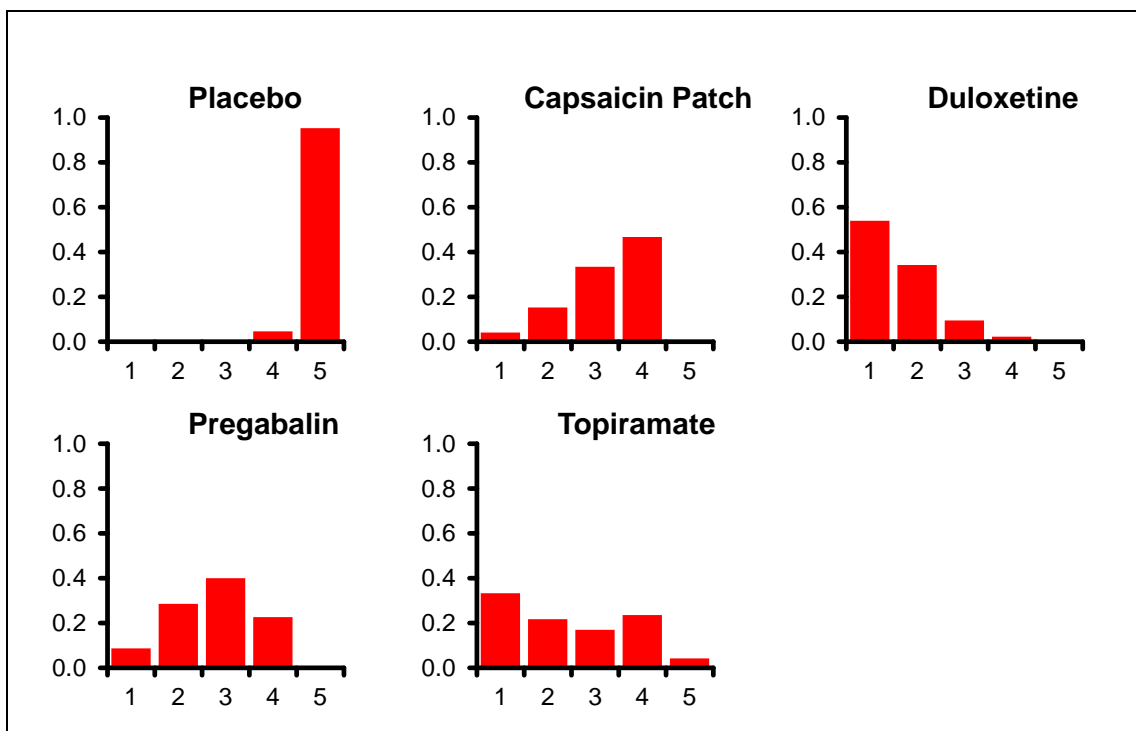 Placebo Capsaicin Patch Duloxetine
1.0 1.0 1.0
0.8 0.8 0.8
0.6 0.6 0.6
0.4 0.4 0.4
0.2 0.2 0.2
0.0 0.0 0.0
1 2 3 4 5 1 2 3 4 5 1 2 3 4 5
Pregabalin Topiramate
1.0 1.0
0.8 0.8
0.6 0.6
0.4 0.4
0.2 0.2
0.0 0.0
1 2 3 4 5 1 2 3 4 5